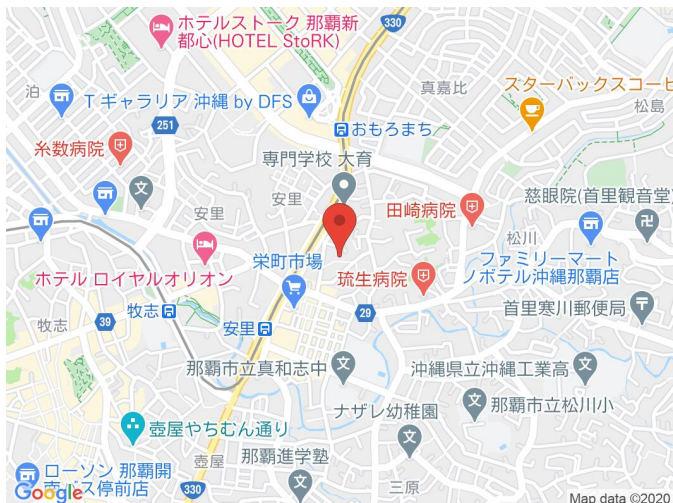 ホテルストーク 那覇新
都心(HOTEL StoRK)
330
真嘉比
スターバックスコーヒ
松島
泊
Tギャラリア 沖縄 by DFS
251
おもろまち
糸数病院
専門学校 大育
安里
安里
田崎病院
慈眼院(首里観音堂)
松川
ファミリーマート
ノボテル沖縄那覇店
栄町市場
ホテル ロイヤルオリオン
琉生病院
首里寒川郵便局
牧志
39
牧志
安里
29
那覇市立真和志中
沖縄県立沖縄工業高
那覇市立松川小
ナザレ幼稚園
壺屋やちむん通り
壺屋
那覇進学塾
三原
ローソン 那覇開
南バス停前店
330
Google
Map data ©2020